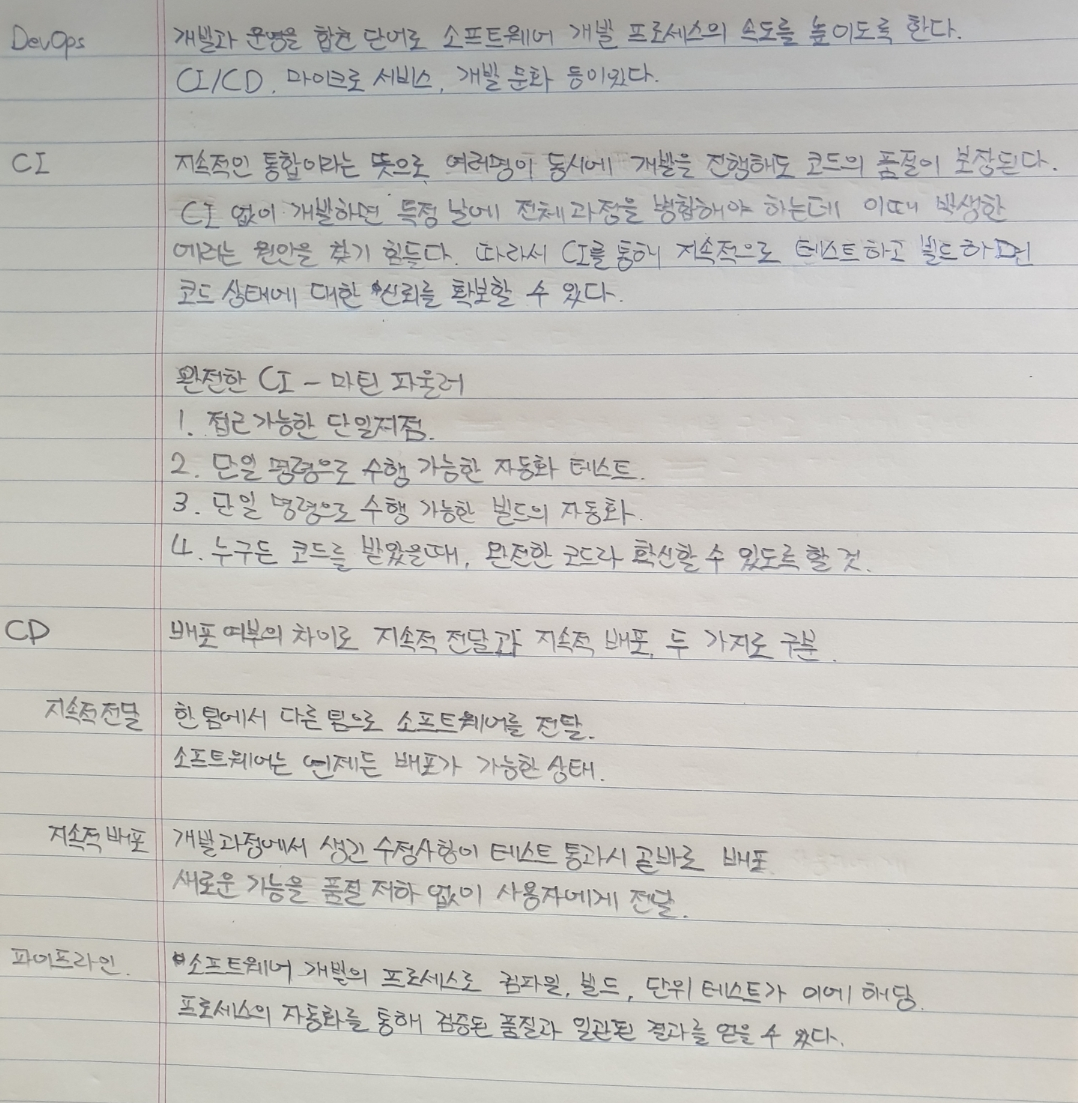 DevOps 개발과 운영을 합친 단어로 소프트웨어 개발 프로세스의 속도를 높이도록 한다.
CI/CD, 마이크로 서비스, 개발 문화 등이있다.
CI 지속적인 통합이라는 뜻으로 여러명이 동시에 개발을 진행해도 코드의 품질이 보장된다.
CI 없이 개발하면 특정 날에 전체과정을 병합해야 하는데 이때 발생한
에러는 원인을 찾기 힘들다. 따라서 CI를 통해 지속적으로 테스트하고 빌드하면
코드 상태에 대한 신뢰를 확보할 수 있다.
완전한 CI - 마틴 파울러
1. 접근가능한 단일지점.
2. 단일 명령으로 수행 가능한 자동화 테스트.
3. 단일 명령으로 수행 가능한 빌드의 자동화.
4. 누구든 코드를 받았을때, 완전한 코드라 확신할 수 있도록 할 것.
CD 배포 여부의 차이로 지속적 전달과 지속적 배포, 두 가지로 구분.
지속적 전달 한 팀에서 다른 팀으로 소프트웨어를 전달.
소프트웨어는 언제든 배포가 가능한 상태.
지속적 배포 개발과정에서 생긴 수정사항이 테스트 통과시 곧바로 배포
새로운 기능을 품질 저하 없이 사용자에게 전달.
파이프라인. 소프트웨어 개발의 프로세스로 컴파일, 빌드, 단위 테스트가 이에 해당.
프로세스의 자동화를 통해 검증된 품질과 일관된 결과를 얻을 수 있다.